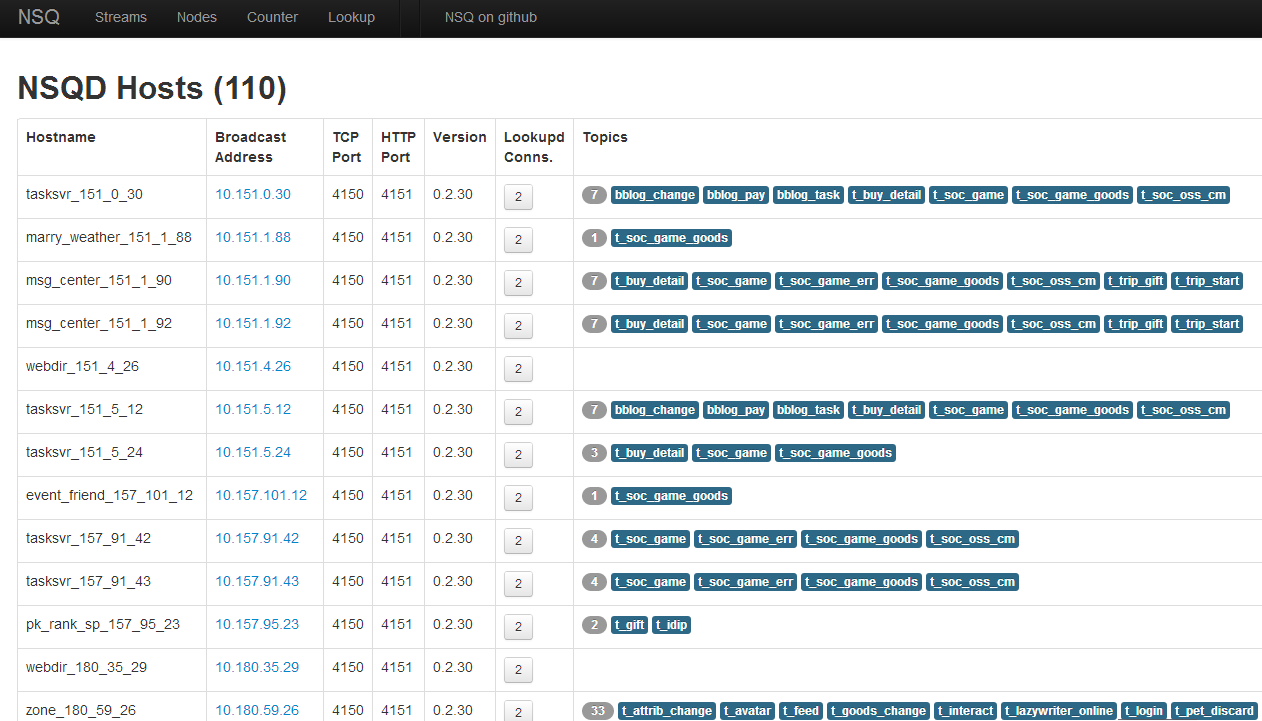 NSQ Streams Nodes Counter Lookup NSQ on github
NSQD Hosts (110)
Hostname Broadcast Address TCP Port HTTP Port Version Lookupd Conns. Topics
tasksvr_151_0_30 10.151.0.30 4150 4151 0.2.30 2 7 bblog_change bblog_pay bblog_task t_buy_detail t_soc_game t_soc_game_goods t_soc_oss_cm
marry_weather_151_1_88 10.151.1.88 4150 4151 0.2.30 2 1 t_soc_game_goods
msg_center_151_1_90 10.151.1.90 4150 4151 0.2.30 2 7 t_buy_detail t_soc_game t_soc_game_err t_soc_game_goods t_soc_oss_cm t_trip_gift t_trip_start
msg_center_151_1_92 10.151.1.92 4150 4151 0.2.30 2 7 t_buy_detail t_soc_game t_soc_game_err t_soc_game_goods t_soc_oss_cm t_trip_gift t_trip_start
webdir_151_4_26 10.151.4.26 4150 4151 0.2.30 2
tasksvr_151_5_12 10.151.5.12 4150 4151 0.2.30 2 7 bblog_change bblog_pay bblog_task t_buy_detail t_soc_game t_soc_game_goods t_soc_oss_cm
tasksvr_151_5_24 10.151.5.24 4150 4151 0.2.30 2 3 t_buy_detail t_soc_game t_soc_game_goods
event_friend_157_101_12 10.157.101.12 4150 4151 0.2.30 2 1 t_soc_game_goods
tasksvr_157_91_42 10.157.91.42 4150 4151 0.2.30 2 4 t_soc_game t_soc_game_err t_soc_game_goods t_soc_oss_cm
tasksvr_157_91_43 10.157.91.43 4150 4151 0.2.30 2 4 t_soc_game t_soc_game_err t_soc_game_goods t_soc_oss_cm
pk_rank_sp_157_95_23 10.157.95.23 4150 4151 0.2.30 2 2 t_gift t_idip
webdir_180_35_29 10.180.35.29 4150 4151 0.2.30 2
zone_180_59_26 10.180.59.26 4150 4151 0.2.30 2 33 t_attrib_change t_avatar t_feed t_goods_change t_interact t_lazywriter_online t_login t_pet_discard